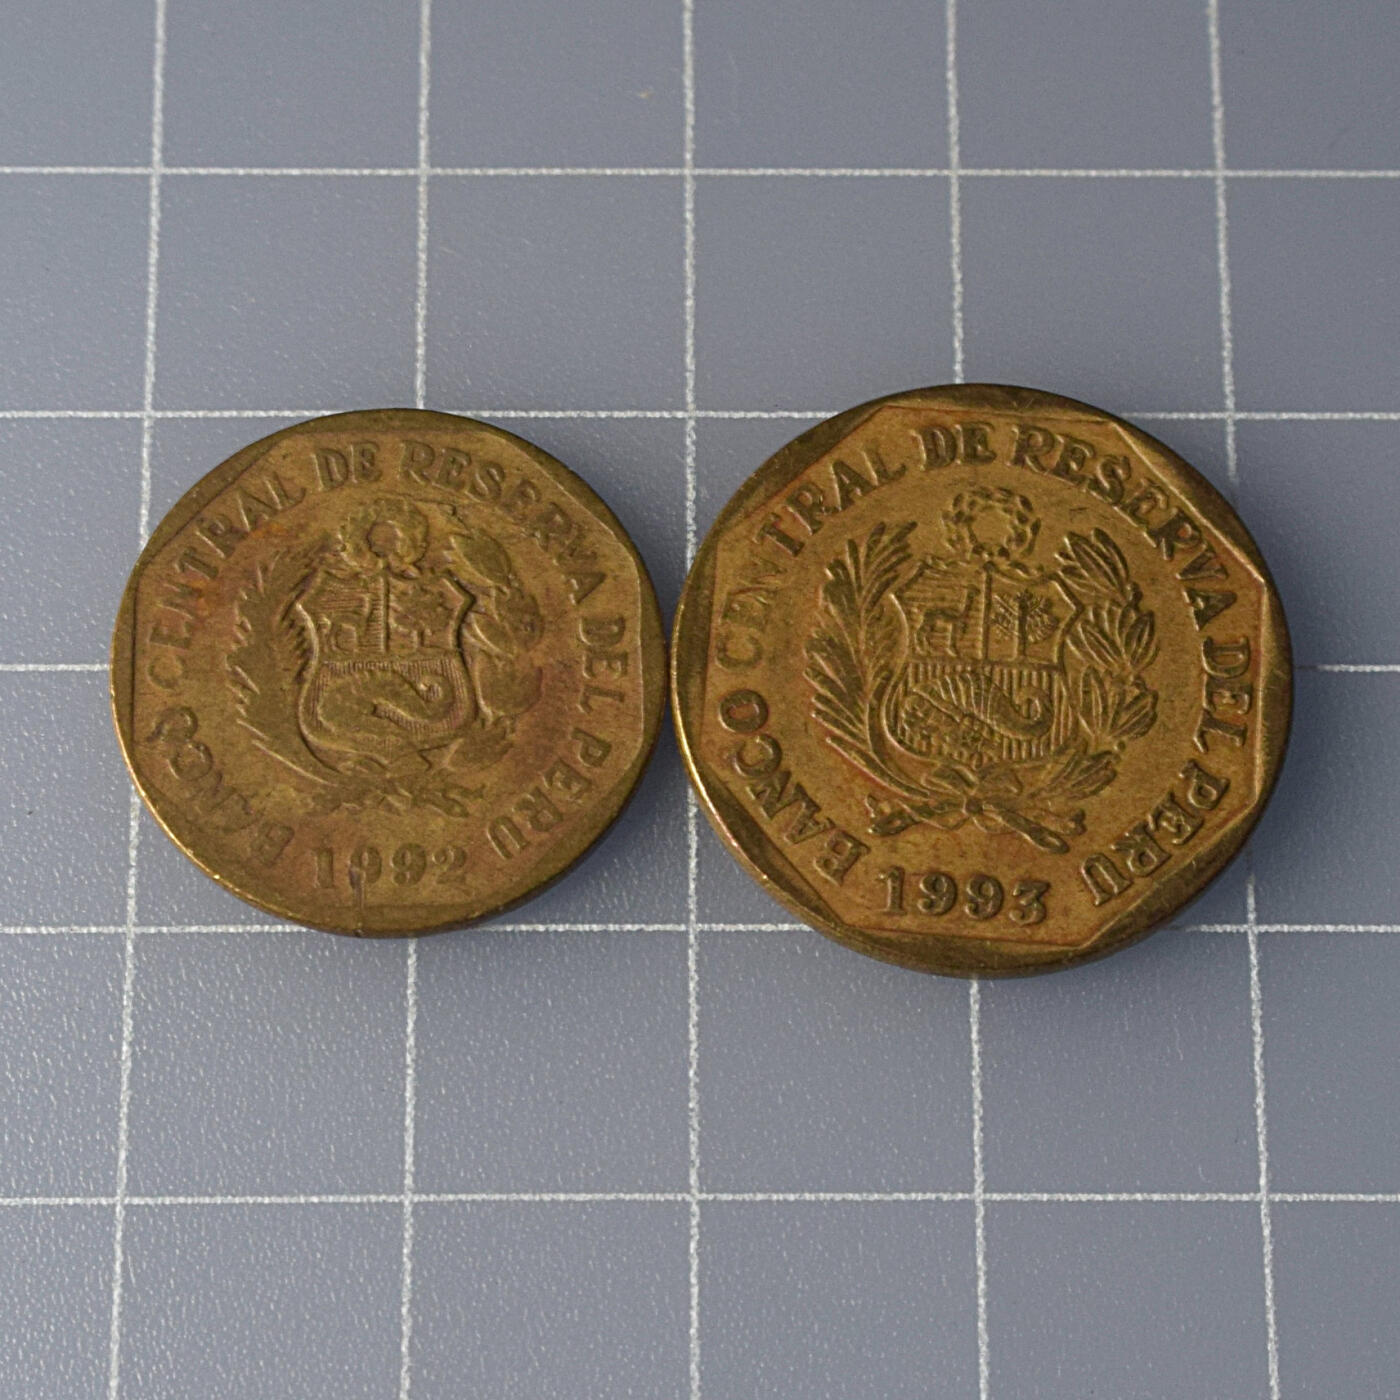 BANCO CENTRAL DE RESERVA DEL PERU
1992
BANCO CENTRAL DE RESERVA DEL PERU
1993